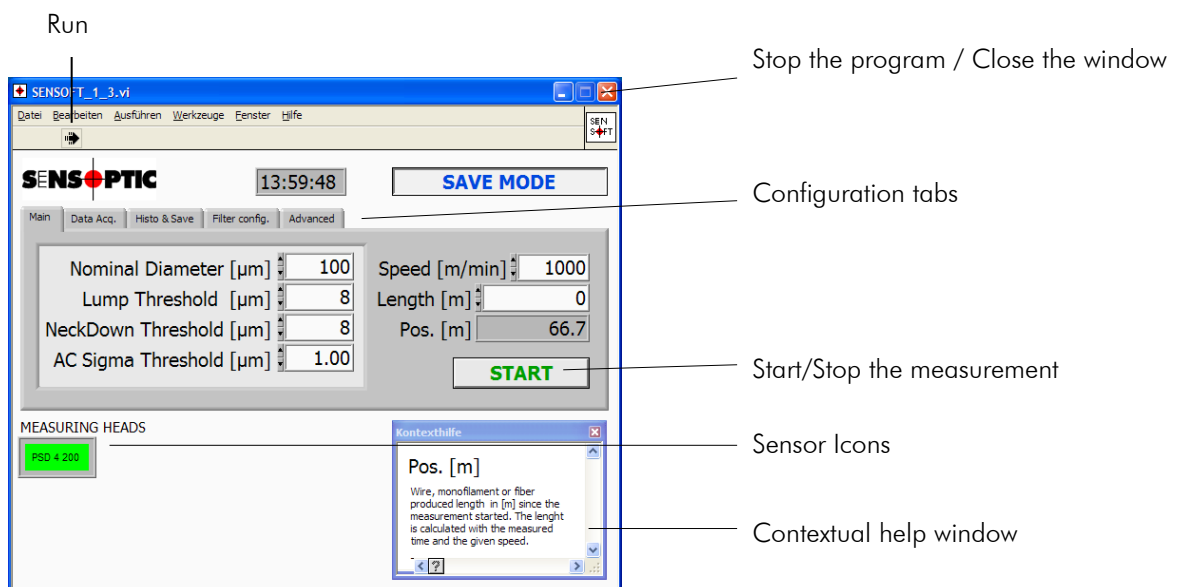 Run
Stop the program / Close the window
SENSOFT_1_3.vi
Datei Bearbeiten Ausführen Werkzeuge Fenster Hilfe
SEN
SOFT
SENSOPTIC
13:59:48
SAVE MODE
Configuration tabs
Main Data Acq. Histo & Save Filter config. Advanced
Nominal Diameter [µm] 100 Speed [m/min] 1000
Lump Threshold [µm] 8 Length [m] 0
NeckDown Threshold [µm] 8 Pos. [m] 66.7
AC Sigma Threshold [µm] 1.00
START
Start/Stop the measurement
MEASURING HEADS
PSD 4 200
Sensor Icons
Kontexthilfe
Pos. [m]
Wire, monofilament or fiber
produced length in [m] since the
measurement started. The lenght
is calculated with the measured
time and the given speed.
?
Contextual help window